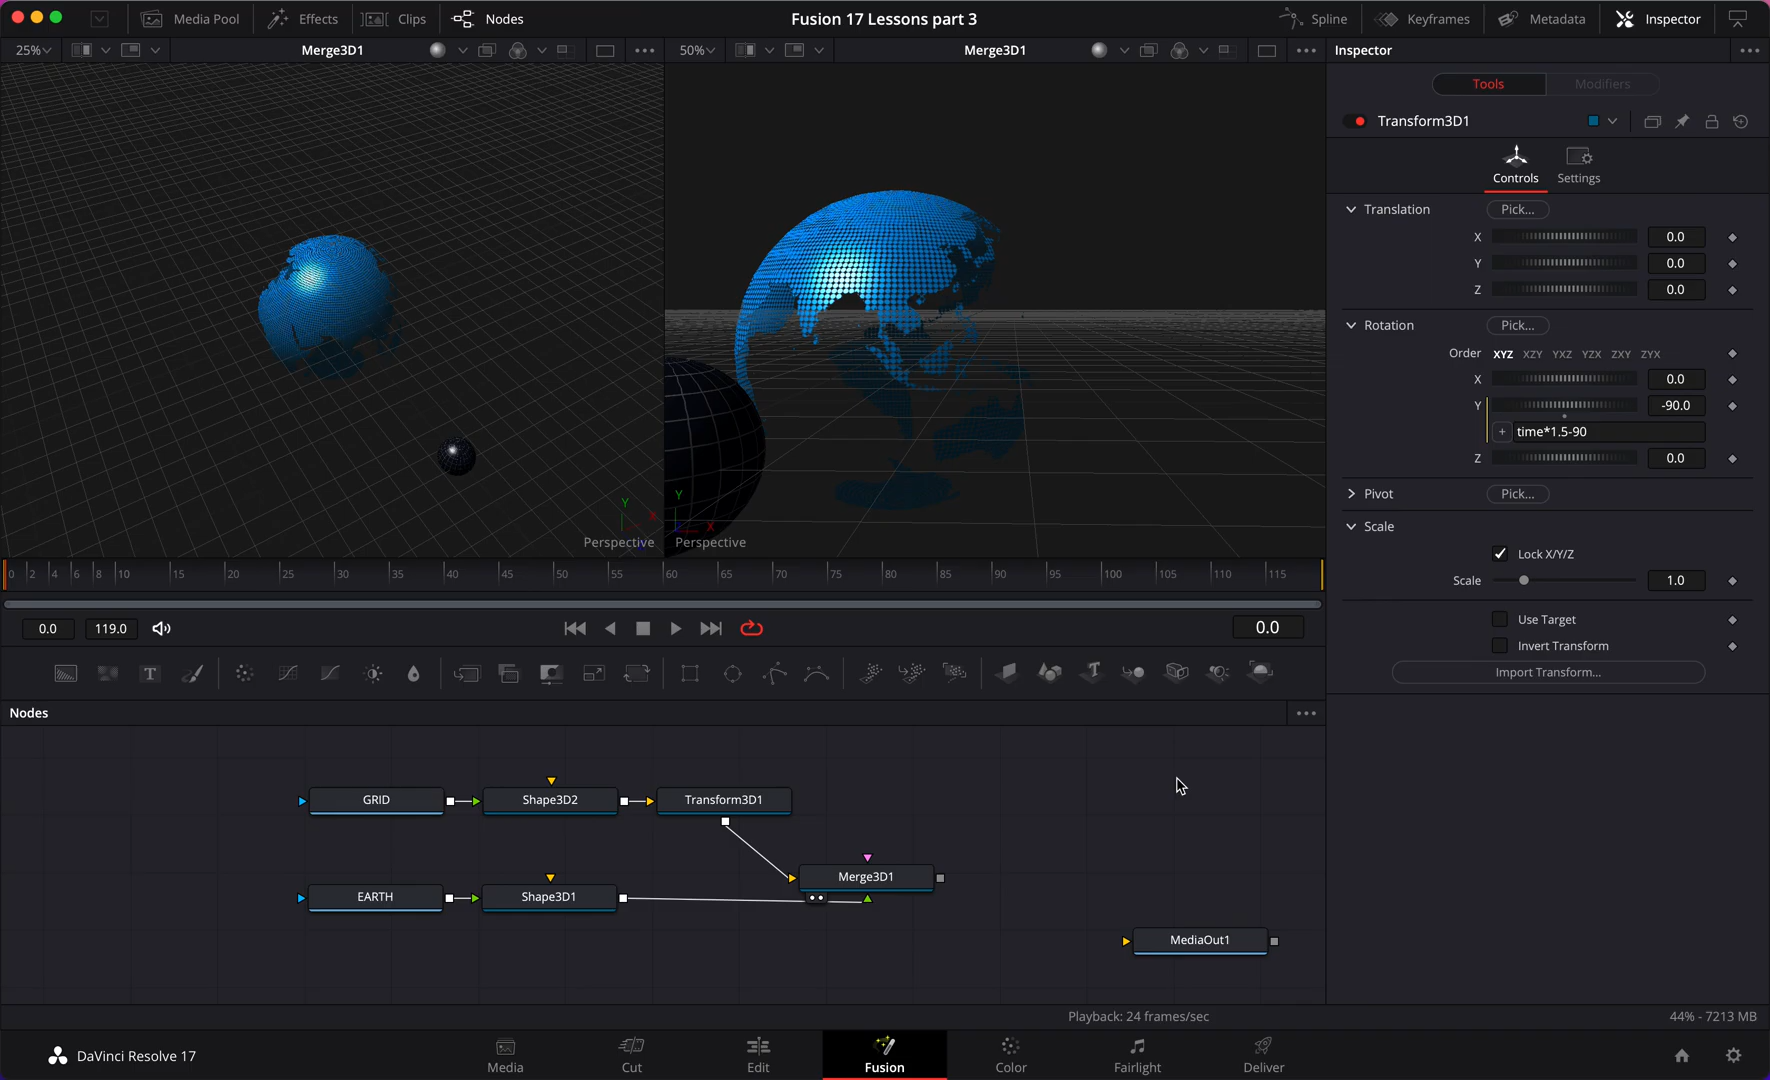 Media Pool Effects Clips Nodes Fusion 17 Lessons part 3 Spline Keyframes Metadata Inspector
25% Merge3D1 50% Merge3D1 Inspector
Tools Modifiers
Transform3D1
Controls Settings
Translation Pick...
X 0.0
Y 0.0
Z 0.0
Rotation Pick...
Order XYZ XZY YXZ YZX ZXY ZYX
X 0.0
Y -90.0
+ time*1.5-90
Z 0.0
Pivot Pick...
Scale
Lock X/Y/Z
Scale 1.0
Use Target
Invert Transform
Import Transform...
Y X Perspective
Y X Perspective
0 2 4 6 8 10 15 20 25 30 35 40 45 50 55 60 65 70 75 80 85 90 95 100 105 110 115
0.0 119.0 0.0
T T
Nodes
GRID Shape3D2 Transform3D1
Merge3D1
EARTH Shape3D1
MediaOut1
Playback: 24 frames/sec 44% - 7213 MB
DaVinci Resolve 17 Media Cut Edit Fusion Color Fairlight Deliver